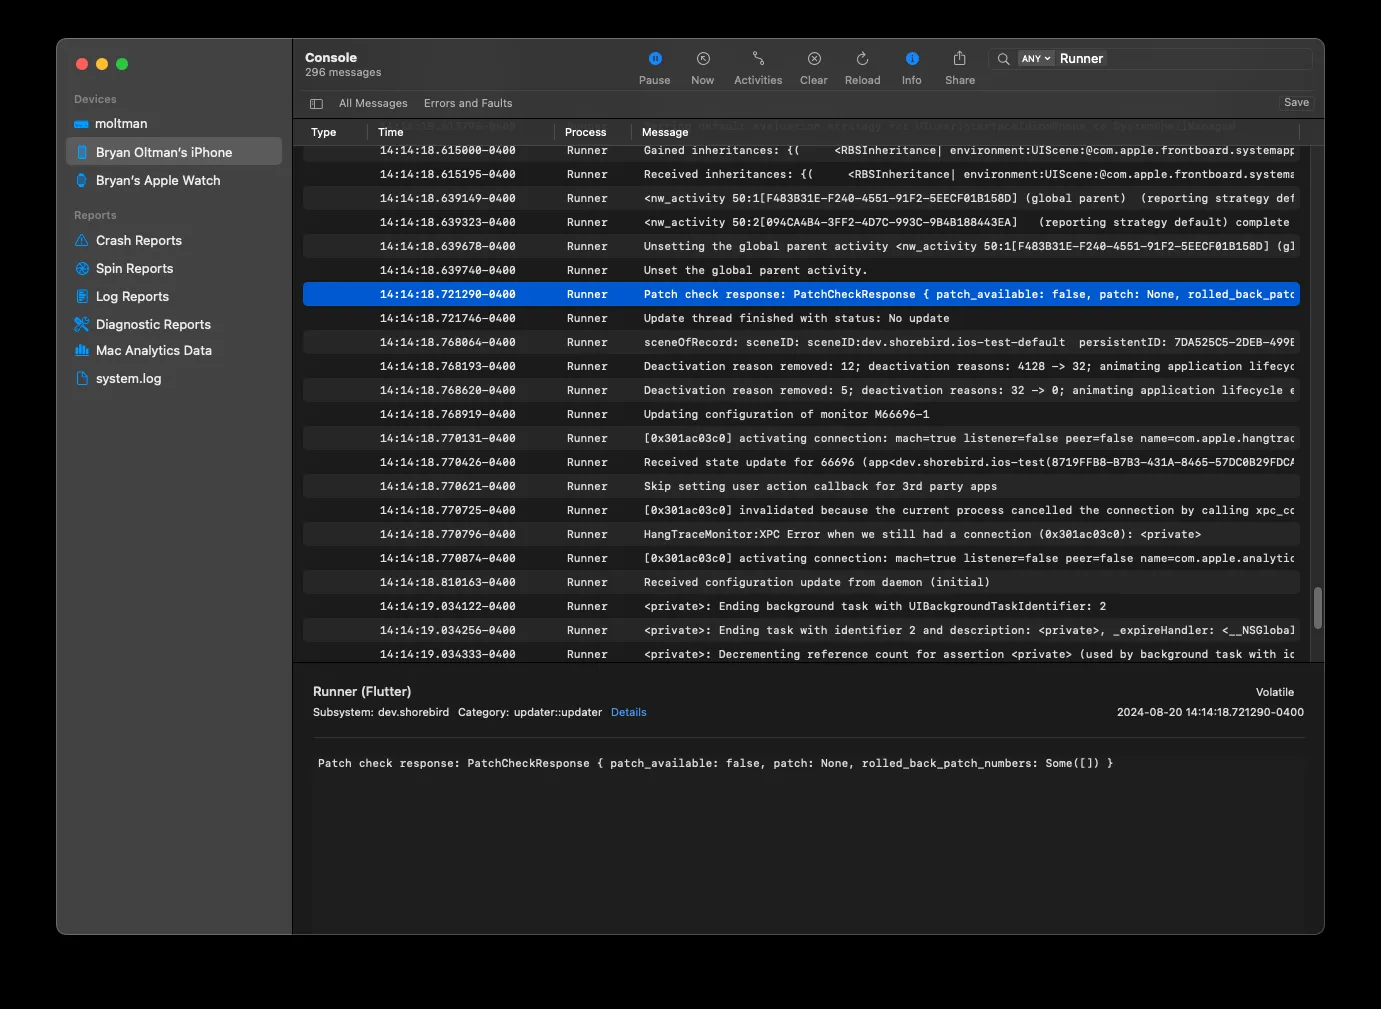 Devices
moltman
Bryan Oltman's iPhone
Bryan's Apple Watch
Reports
Crash Reports
Spin Reports
Log Reports
Diagnostic Reports
Mac Analytics Data
system.log
Console
296 messages
Pause
Now
Activities
Clear
Reload
Info
Share
ANY Runner
All Messages Errors and Faults
Save
Type Time Process Message
14:14:18.615000-0400 Runner Gained inheritances: {( <RBSInheritance| environment:UIScene:@com.apple.frontboard.systemapp
14:14:18.615195-0400 Runner Received inheritances: {( <RBSInheritance| environment:UIScene:@com.apple.frontboard.systema
14:14:18.639149-0400 Runner <nw_activity 50:1[F483B31E-F240-4551-91F2-5EECF01B158D] (global parent) (reporting strategy def
14:14:18.639323-0400 Runner <nw_activity 50:2[094CA4B4-3FF2-4D7C-993C-9B4B188443EA] (reporting strategy default) complete
14:14:18.639678-0400 Runner Unsetting the global parent activity <nw_activity 50:1[F483B31E-F240-4551-91F2-5EECF01B158D] (gl
14:14:18.639740-0400 Runner Unset the global parent activity.
14:14:18.721290-0400 Runner Patch check response: PatchCheckResponse { patch_available: false, patch: None, rolled_back_patc
14:14:18.721746-0400 Runner Update thread finished with status: No update
14:14:18.768064-0400 Runner sceneOfRecord: sceneID: sceneID:dev.shorebird.ios-test-default persistentID: 7DA525C5-2DEB-499E
14:14:18.768193-0400 Runner Deactivation reason removed: 12; deactivation reasons: 4128 -> 32; animating application lifecyc
14:14:18.768620-0400 Runner Deactivation reason removed: 5; deactivation reasons: 32 -> 0; animating application lifecycle e
14:14:18.768919-0400 Runner Updating configuration of monitor M66696-1
14:14:18.770131-0400 Runner [0x301ac03c0] activating connection: mach=true listener=false peer=false name=com.apple.hangtrac
14:14:18.770426-0400 Runner Received state update for 66696 (app<dev.shorebird.ios-test(8719FFB8-B7B3-431A-8465-57DC0B29FDCA
14:14:18.770621-0400 Runner Skip setting user action callback for 3rd party apps
14:14:18.770725-0400 Runner [0x301ac03c0] invalidated because the current process cancelled the connection by calling xpc_co
14:14:18.770796-0400 Runner HangTraceMonitor:XPC Error when we still had a connection (0x301ac03c0): <private>
14:14:18.770874-0400 Runner [0x301ac03c0] activating connection: mach=true listener=false peer=false name=com.apple.analytic
14:14:18.810163-0400 Runner Received configuration update from daemon (initial)
14:14:19.034122-0400 Runner <private>: Ending background task with UIBackgroundTaskIdentifier: 2
14:14:19.034256-0400 Runner <private>: Ending task with identifier 2 and description: <private>, _expireHandler: <__NSGlobal
14:14:19.034333-0400 Runner <private>: Decrementing reference count for assertion <private> (used by background task with id
Runner (Flutter) Volatile
Subsystem: dev.shorebird Category: updater::updater Details 2024-08-20 14:14:18.721290-0400
Patch check response: PatchCheckResponse { patch_available: false, patch: None, rolled_back_patch_numbers: Some([]) }